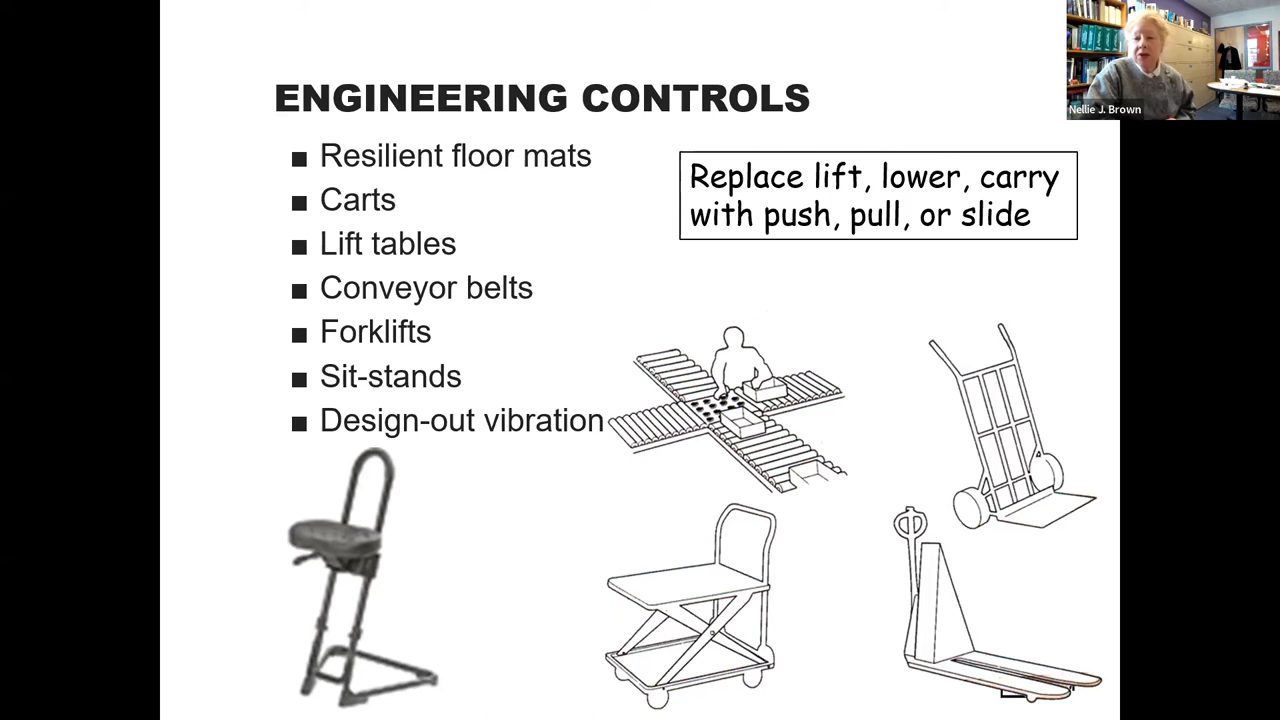 ENGINEERING CONTROLS
Resilient floor mats
Carts
Lift tables
Conveyor belts
Forklifts
Sit-stands
Design-out vibration
Replace lift, lower, carry
with push, pull, or slide
Nellie J. Brown